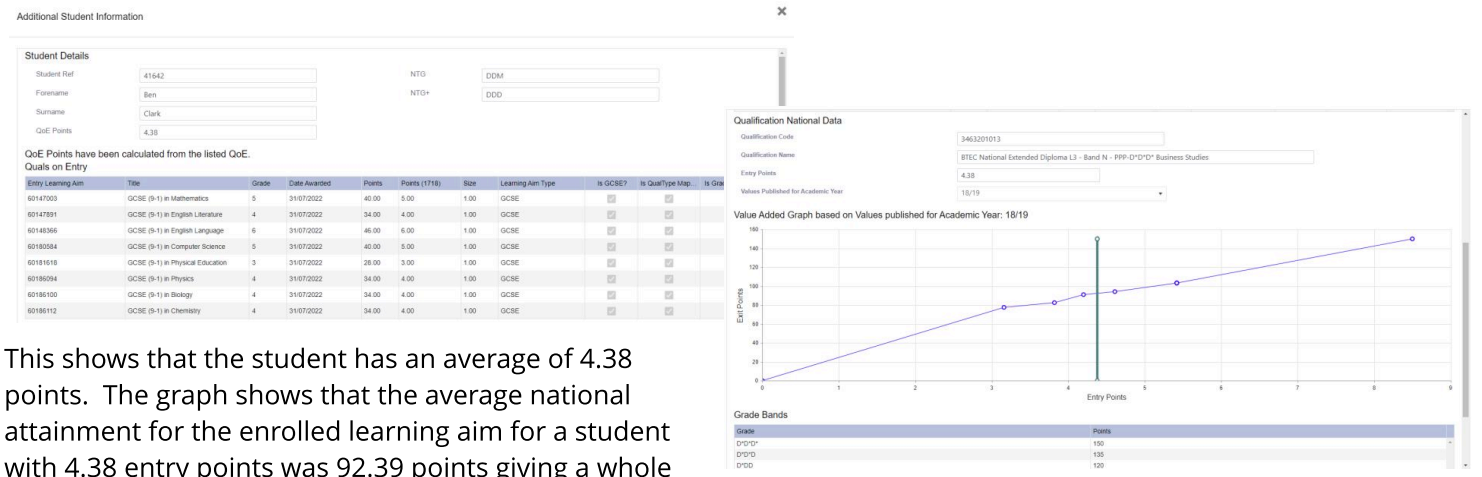 Additional Student Information
Student Details
Student Ref 41642 NTG DDM
Forename Ben NTG+ DDD
Surname Clark
QoE Points 4.38
QoE Points have been calculated from the listed QoE.
Quals on Entry
Entry Learning Aim Title Grade Date Awarded Points Points (1718) Size Learning Aim Type Is GCSE? Is QualType Map... Is Grad
60147003 GCSE (9-1) in Mathematics 5 31/07/2022 40.00 5.00 1.00 GCSE
60147891 GCSE (9-1) in English Literature 4 31/07/2022 34.00 4.00 1.00 GCSE
60148366 GCSE (9-1) in English Language 6 31/07/2022 46.00 6.00 1.00 GCSE
60180584 GCSE (9-1) in Computer Science 5 31/07/2022 40.00 5.00 1.00 GCSE
60181618 GCSE (9-1) in Physical Education 3 31/07/2022 28.00 3.00 1.00 GCSE
60186094 GCSE (9-1) in Physics 4 31/07/2022 34.00 4.00 1.00 GCSE
60186100 GCSE (9-1) in Biology 4 31/07/2022 34.00 4.00 1.00 GCSE
60186112 GCSE (9-1) in Chemistry 4 31/07/2022 34.00 4.00 1.00 GCSE
This shows that the student has an average of 4.38
points. The graph shows that the average national
attainment for the enrolled learning aim for a student
with 4.38 entry points was 92.39 points giving a whole
Qualification National Data
Qualification Code 3463201013
Qualification Name BTEC National Extended Diploma L3 - Band N - PPP-D*D*D* Business Studies
Entry Points 4.38
Values Published for Academic Year 18/19
Value Added Graph based on Values published for Academic Year: 18/19
160
140
120
100
80
60
40
20
0
Exit Points
0 1 2 3 4 5 6 7 8 9
Entry Points
Grade Bands
Grade Points
D*D*D* 150
D*D*D 135
D*DD 120